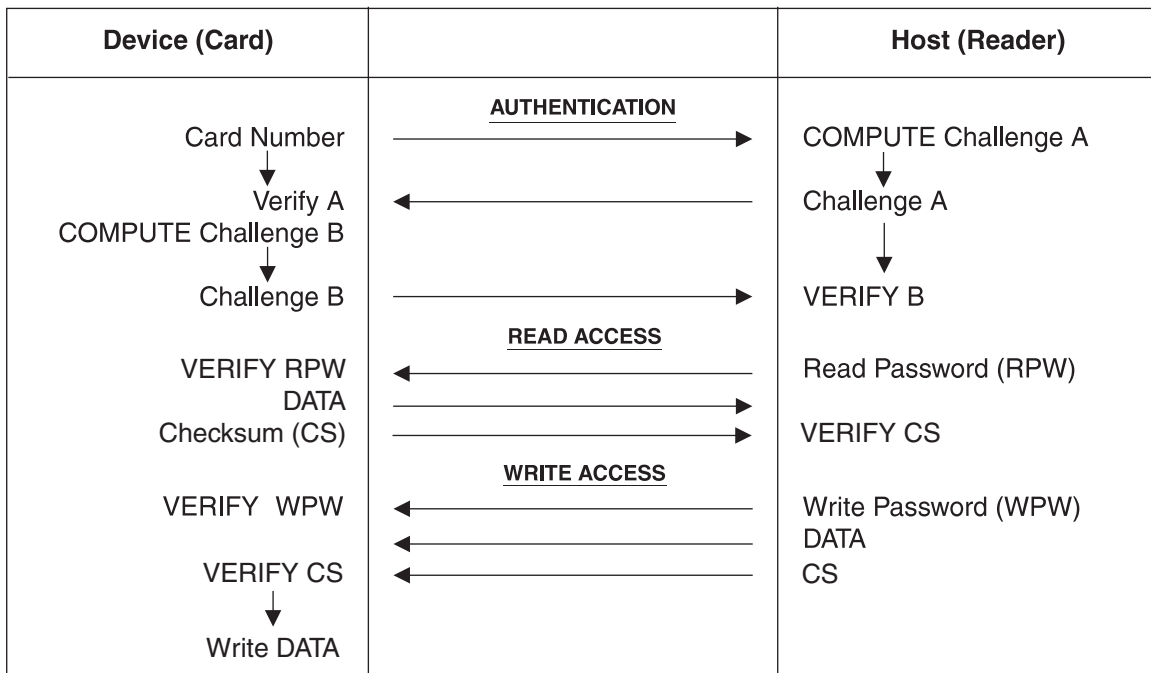 Device (Card) Host (Reader)
AUTHENTICATION
Card Number COMPUTE Challenge A
Verify A Challenge A
COMPUTE Challenge B
Challenge B VERIFY B
READ ACCESS
VERIFY RPW Read Password (RPW)
DATA
Checksum (CS) VERIFY CS
WRITE ACCESS
VERIFY WPW Write Password (WPW)
DATA
VERIFY CS CS
Write DATA